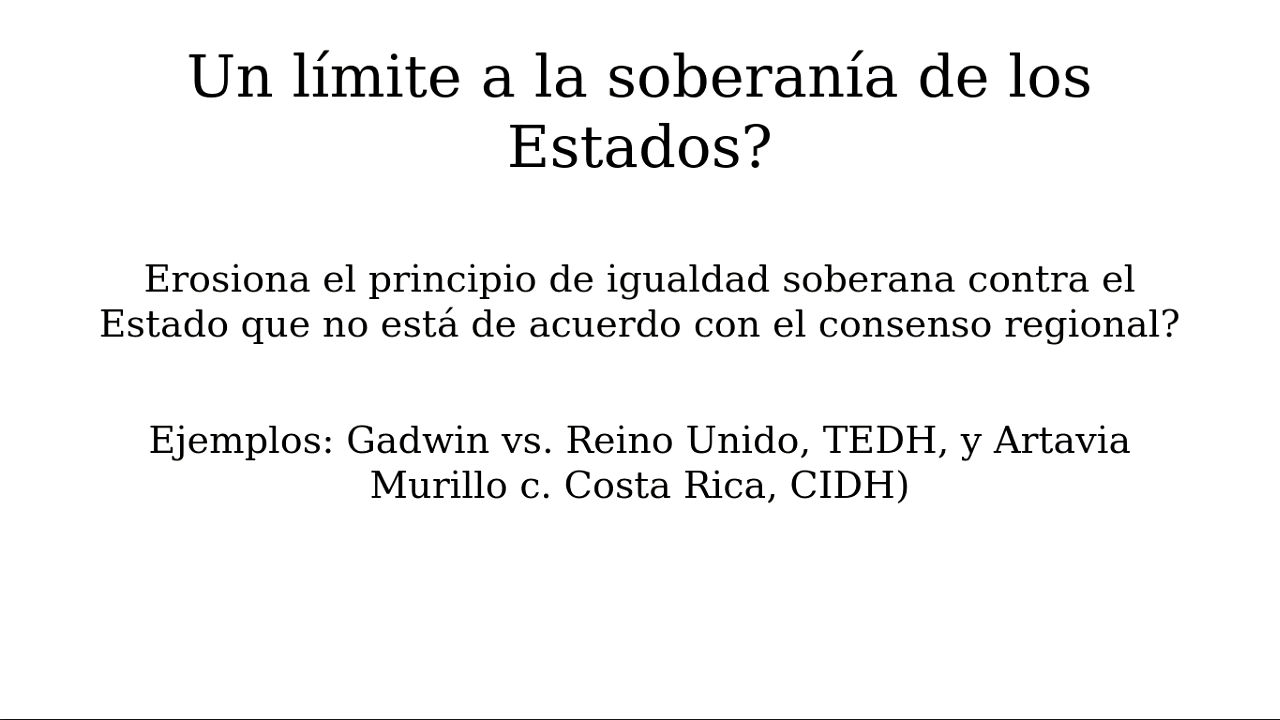 Un límite a la soberanía de los
Estados?
Erosiona el principio de igualdad soberana contra el
Estado que no está de acuerdo con el consenso regional?
Ejemplos: Gadwin vs. Reino Unido, TEDH, y Artavia
Murillo c. Costa Rica, CIDH)